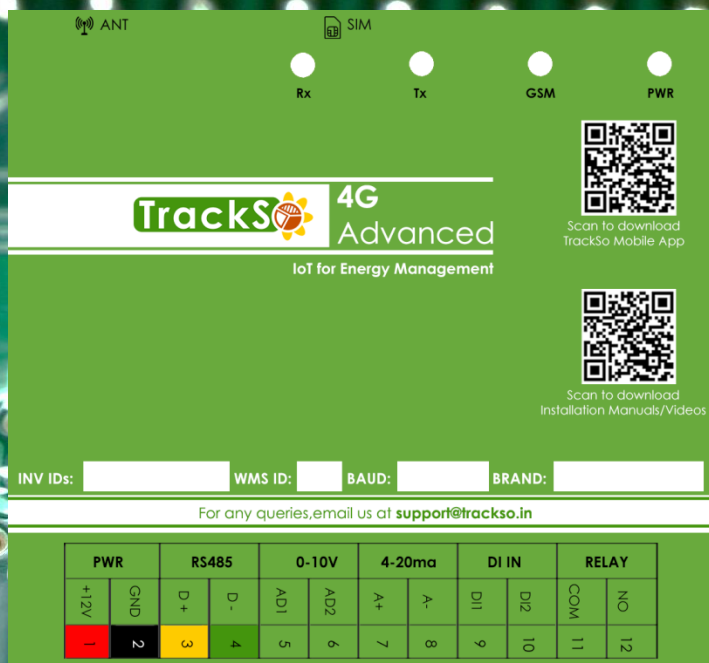 ANT SIM
Rx Tx GSM PWR
TrackSo 4G
Advanced
IoT for Energy Management
Scan to download
TrackSo Mobile App
Scan to download
Installation Manuals/Videos
INV IDs: WMS ID: BAUD: BRAND:
For any queries,email us at support@trackso.in
PWR RS485 0-10V 4-20ma DI IN RELAY
+12V GND D+ D- AD1 AD2 A+ A- DI1 DI2 COM NO
1 2 3 4 5 6 7 8 9 10 11 12